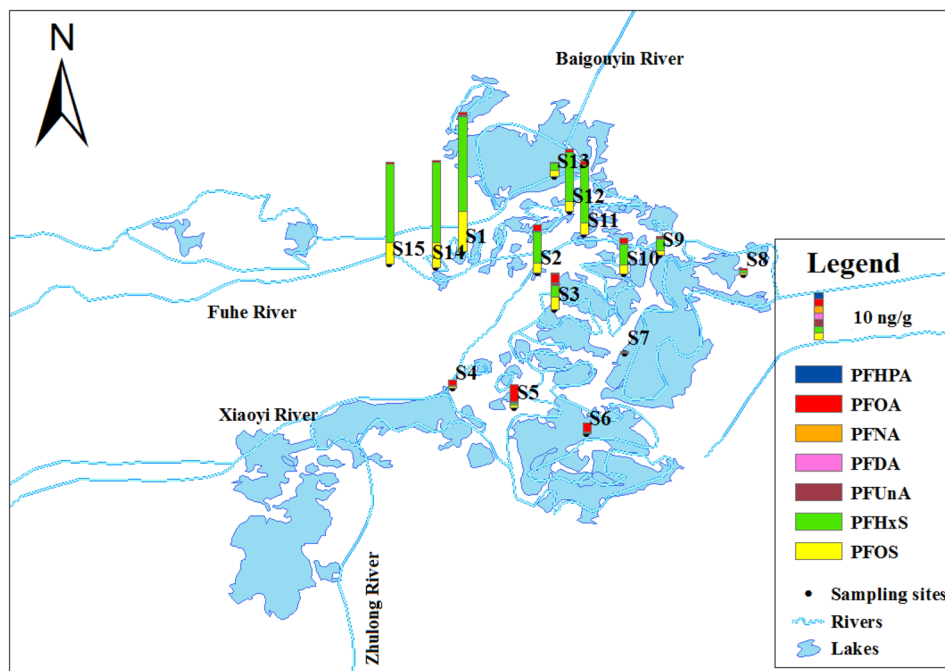 N
Baigouyin River
S13
S12
S11
S1
S15
S14
S2
S10
S9
S8
S3
Fuhe River
S7
S4
S5
S6
Xiaoyi River
Zhulong River
Legend
10 ng/g
PFHPA
PFOA
PFNA
PFDA
PFUnA
PFHxS
PFOS
Sampling sites
Rivers
Lakes